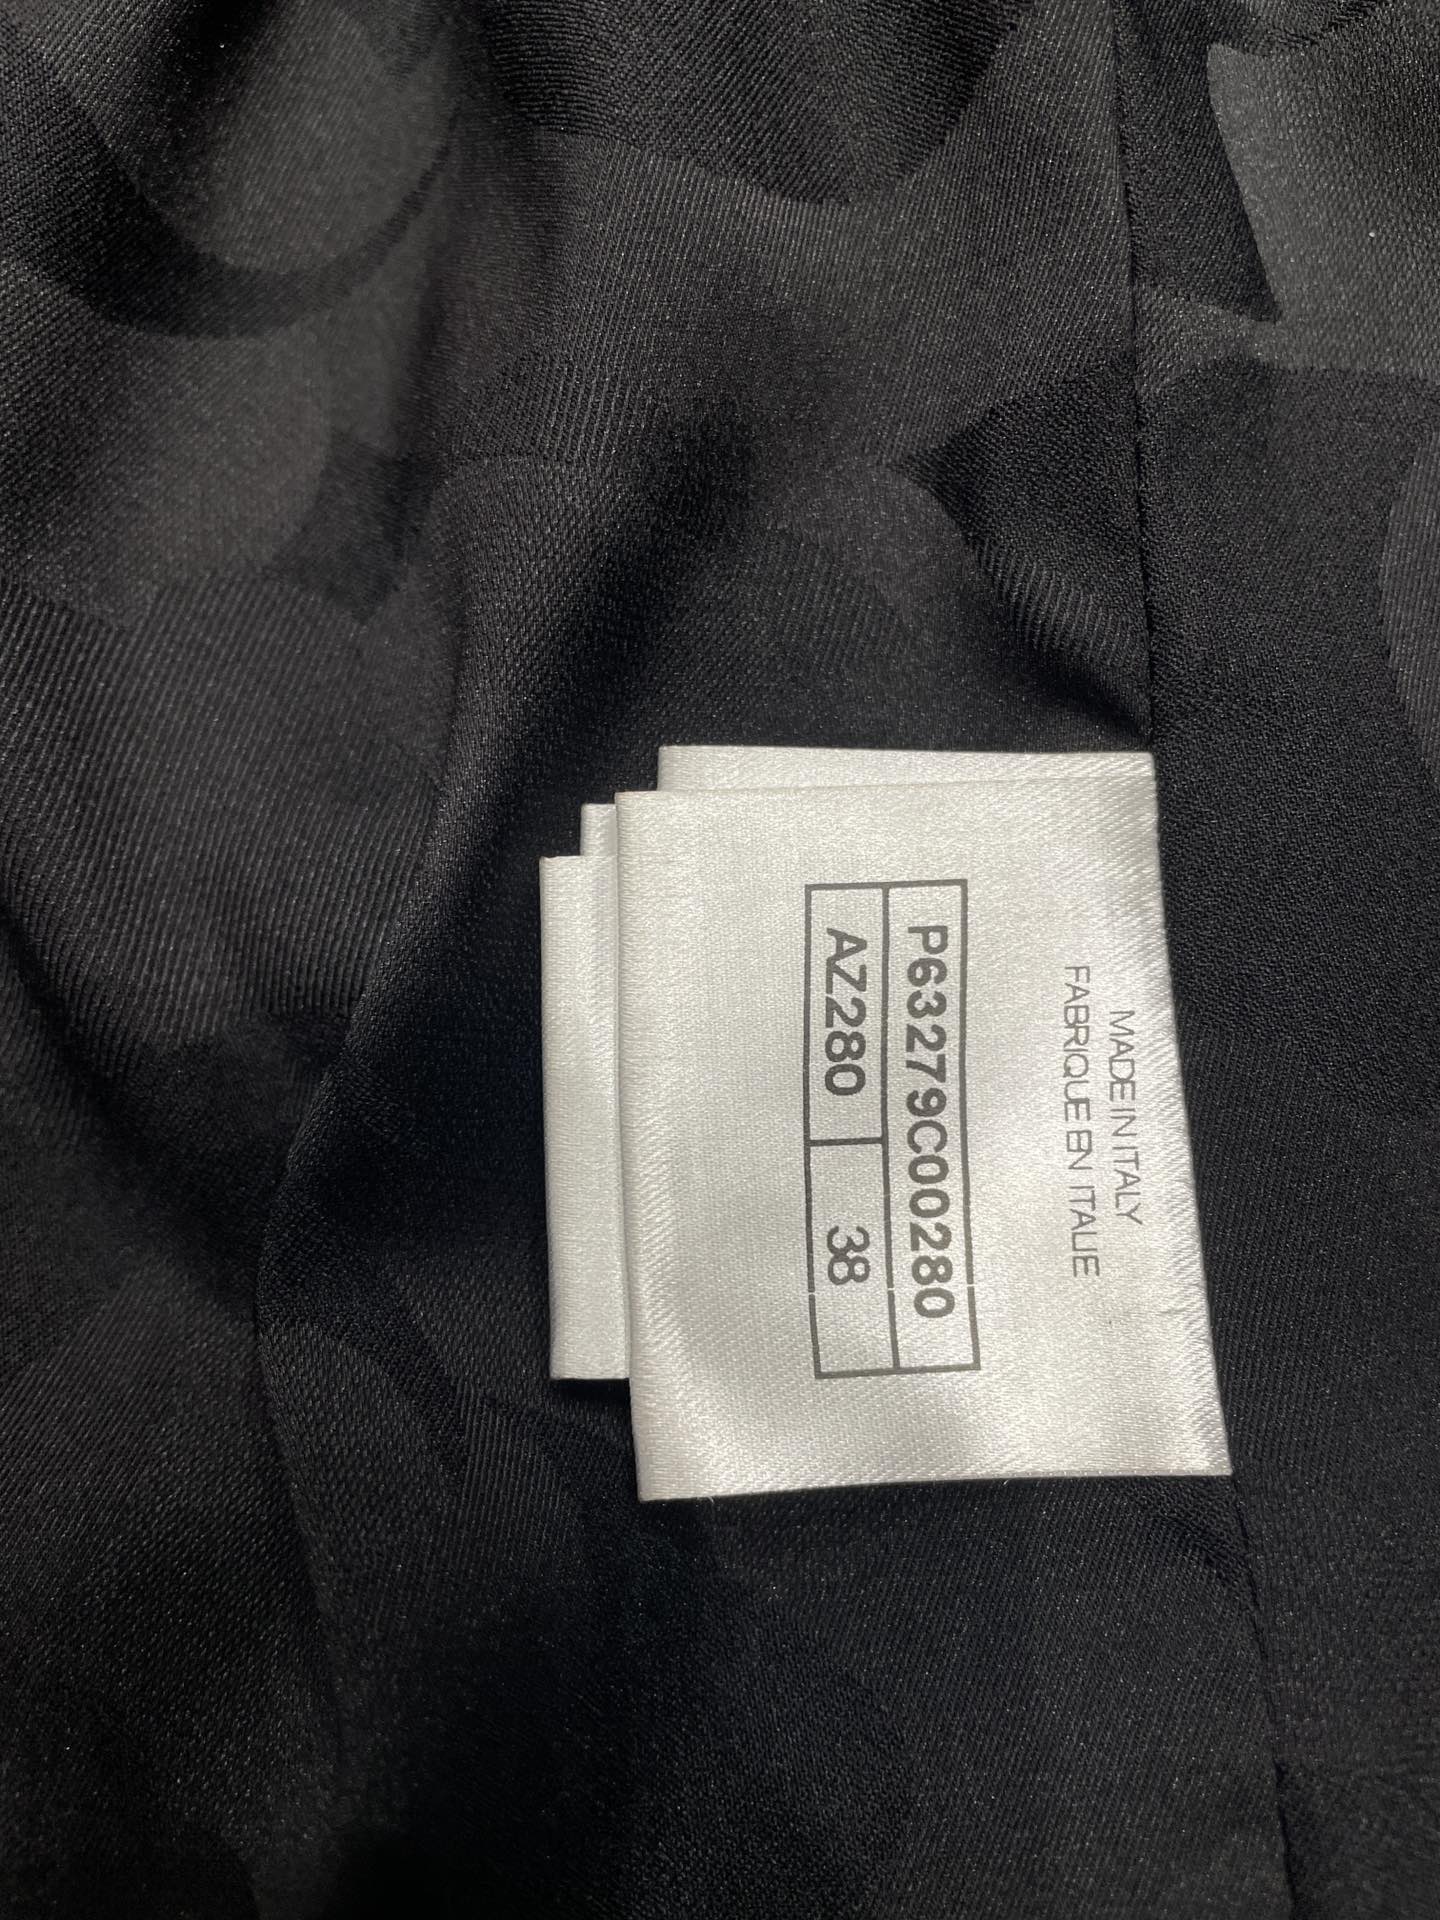 MADE IN ITALY
FABRIQUE EN ITALIE
P63279C00280
AZ280 38